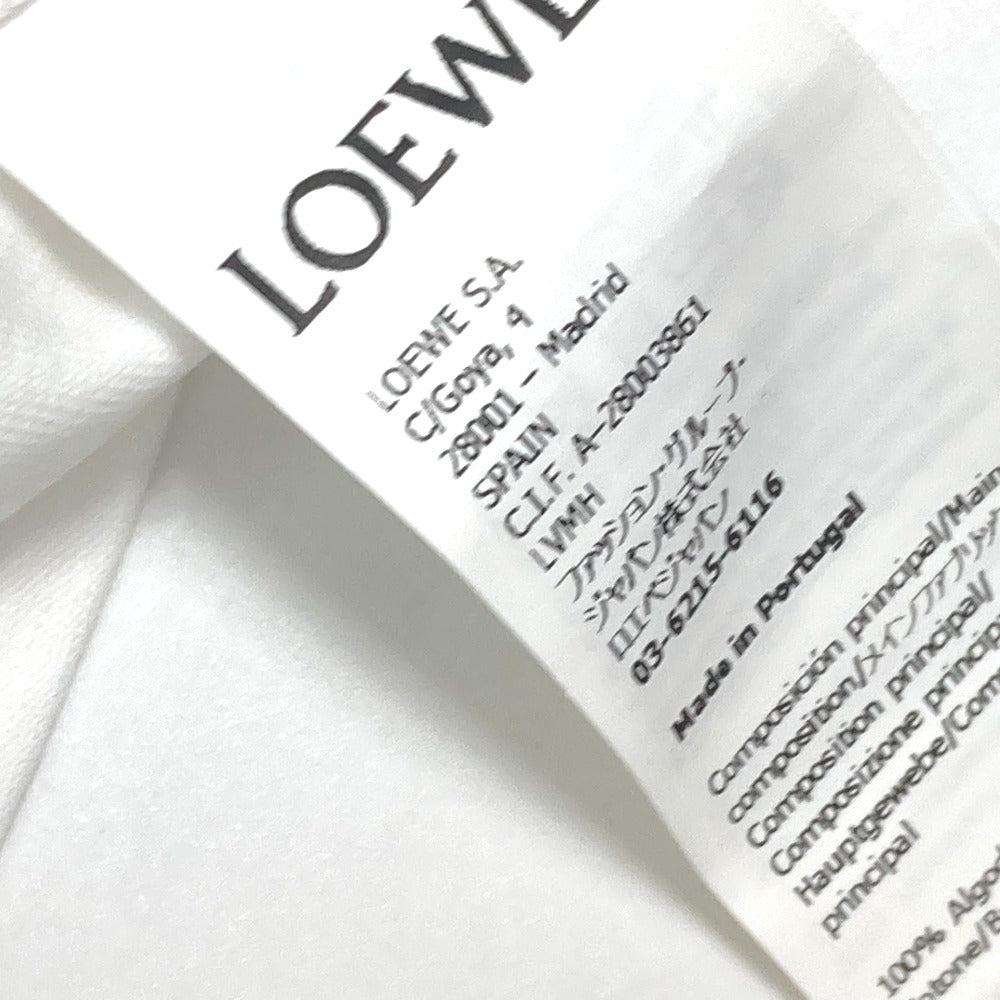 LOEWE
LOEWE S.A.
C/Goya, 4
28001 – Madrid
SPAIN
C.I.F. A-28003861
LVMH
ファッション・グループ・
ジャパン株式会社
ロエベジャパン
03-6215-6116
Made in Portugal
Composición principal/Main
composition/メインファブリック
Composition principal/
Composizione princip
Hauptgewebe/Com
principal
100% Algod
otone/B